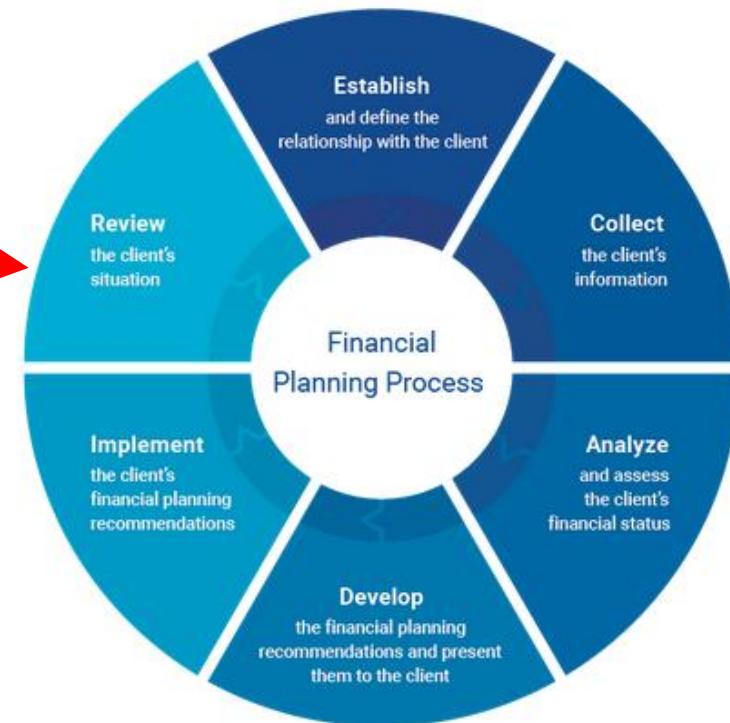 Establish
and define the
relationship with the client
Collect
the client's
information
Analyze
and assess
the client's
financial status
Develop
the financial planning
recommendations and present
them to the client
Implement
the client's
financial planning
recommendations
Review
the client's
situation
Financial
Planning Process